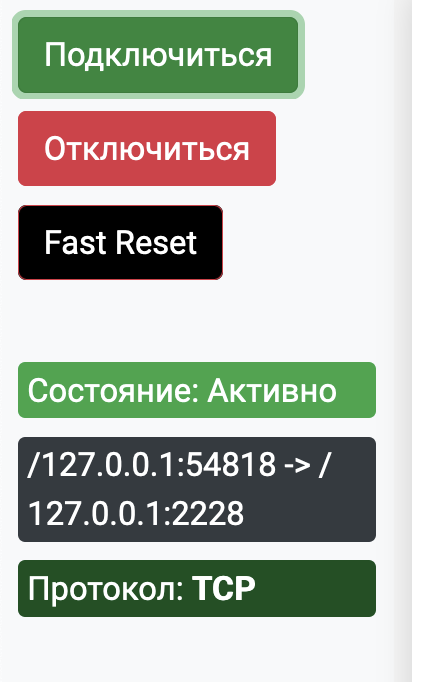 Подключиться
Отключиться
Fast Reset
Состояние: Активно
/127.0.0.1:54818 -> /
127.0.0.1:2228
Протокол: TCP